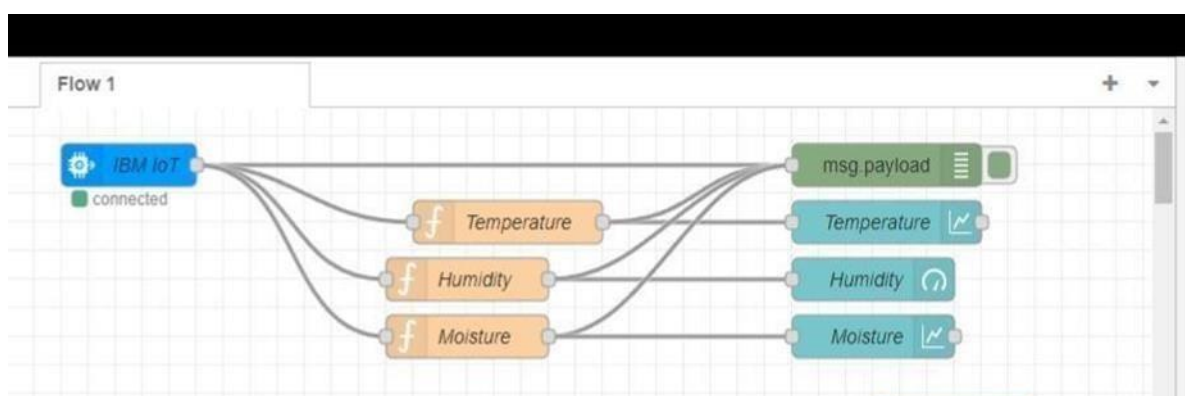 Flow 1
IBM IoT
msg.payload
connected
Temperature
Temperature
Humidity
Humidity
Moisture
Moisture